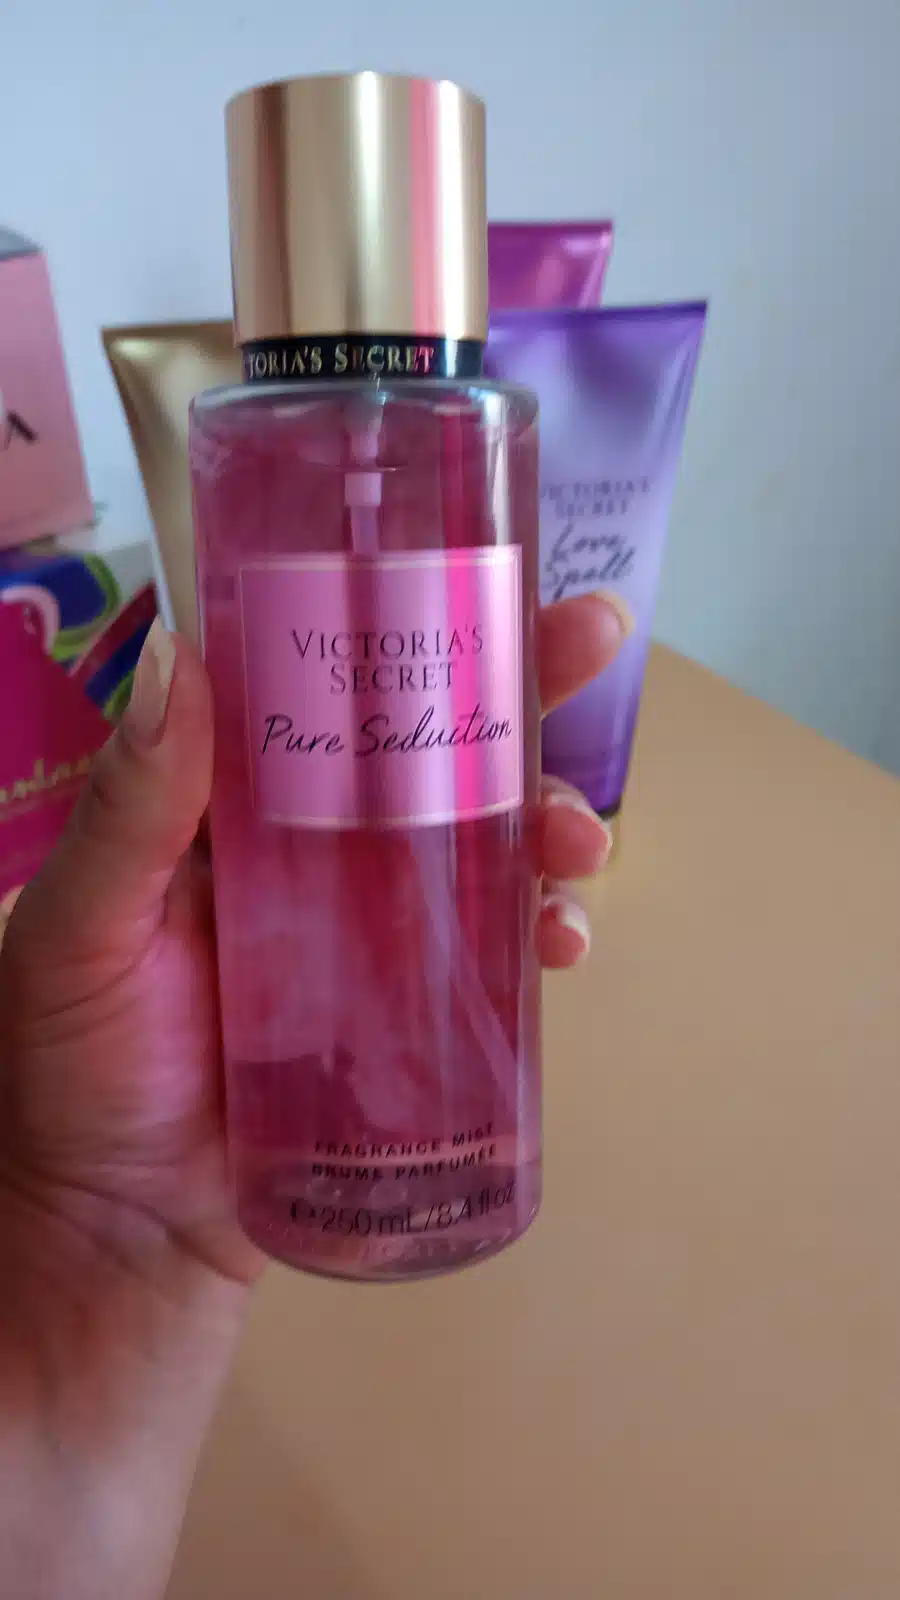 TORIA'S SECRET
VICTORIA'S
SECRET
Pure Seduction
FRAGRANCE MIST
BRUME PARFUMÉE
℮ 250 mL/8.4 fl oz
VICTORIA'S
SECRET
Love
Spell
A